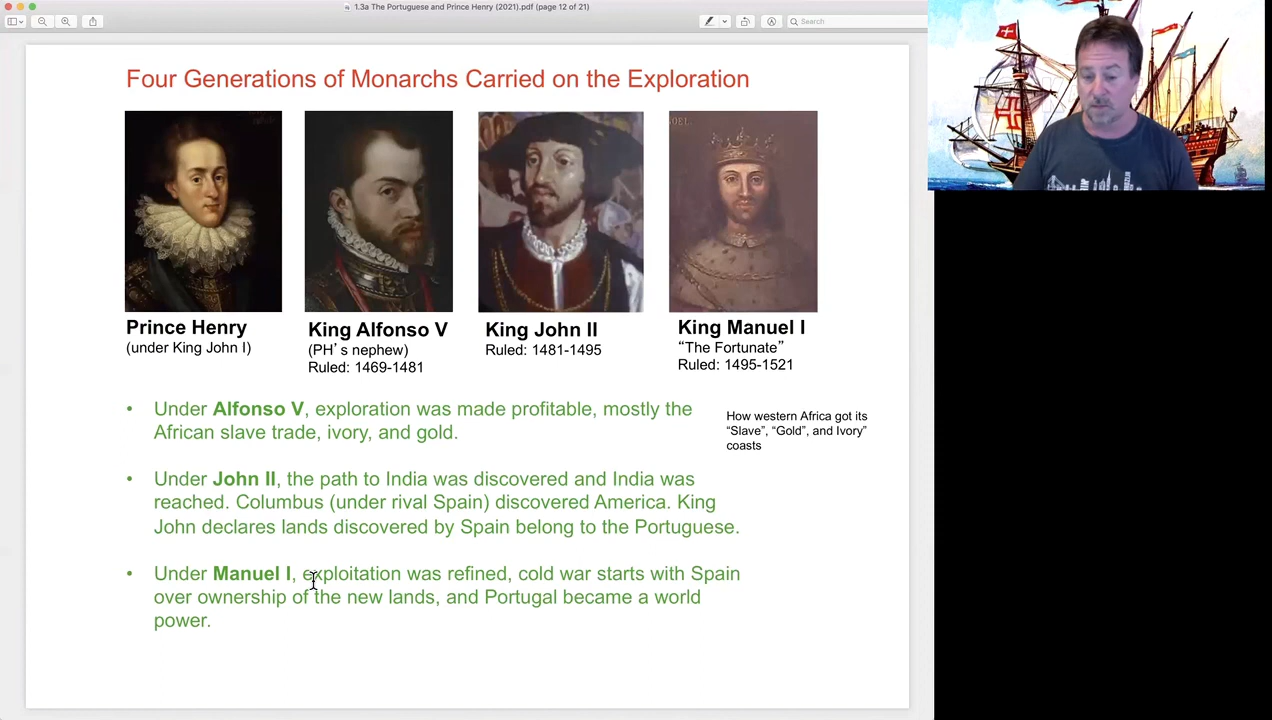 1.3a The Portuguese and Prince Henry (2021).pdf (page 12 of 21)
Search
Four Generations of Monarchs Carried on the Exploration
Prince Henry
(under King John I)
King Alfonso V
(PH's nephew)
Ruled: 1469-1481
King John II
Ruled: 1481-1495
King Manuel I
“The Fortunate”
Ruled: 1495-1521
• Under Alfonso V, exploration was made profitable, mostly the
African slave trade, ivory, and gold.
How western Africa got its
“Slave”, “Gold”, and Ivory”
coasts
• Under John II, the path to India was discovered and India was
reached. Columbus (under rival Spain) discovered America. King
John declares lands discovered by Spain belong to the Portuguese.
• Under Manuel I, exploitation was refined, cold war starts with Spain
over ownership of the new lands, and Portugal became a world
power.